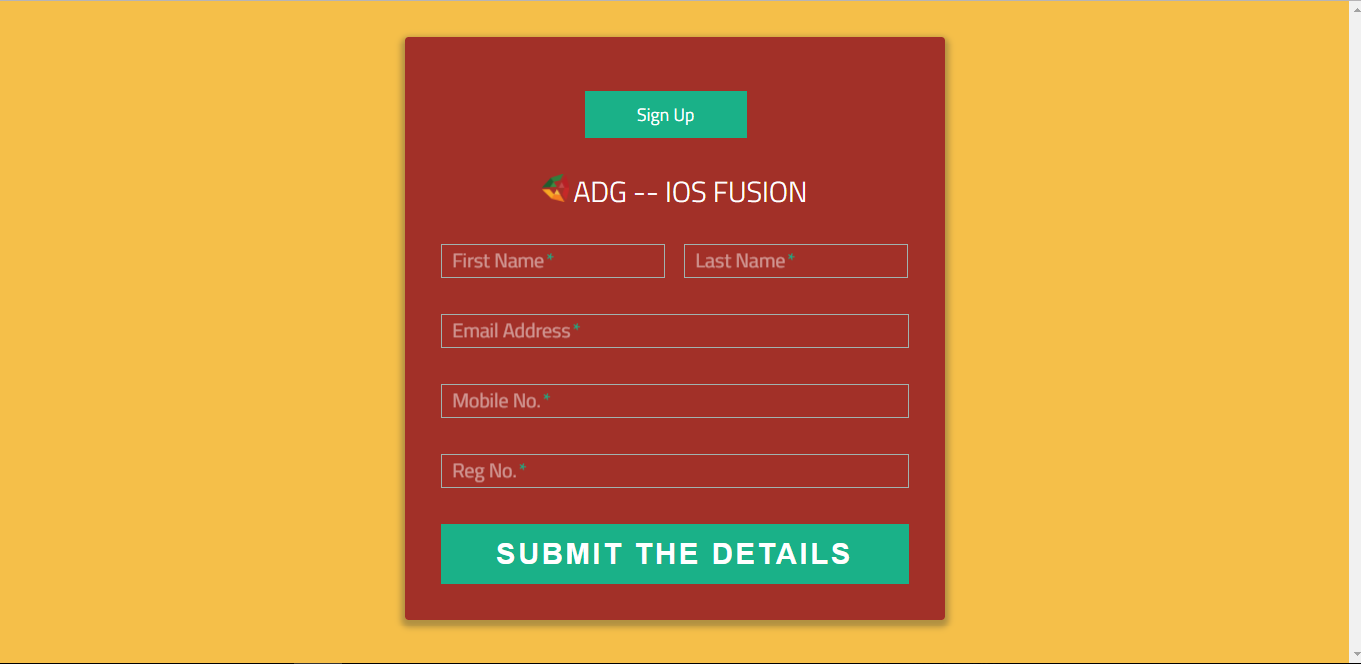 Sign Up
ADG -- IOS FUSION
First Name* Last Name*
Email Address*
Mobile No.*
Reg No.*
SUBMIT THE DETAILS